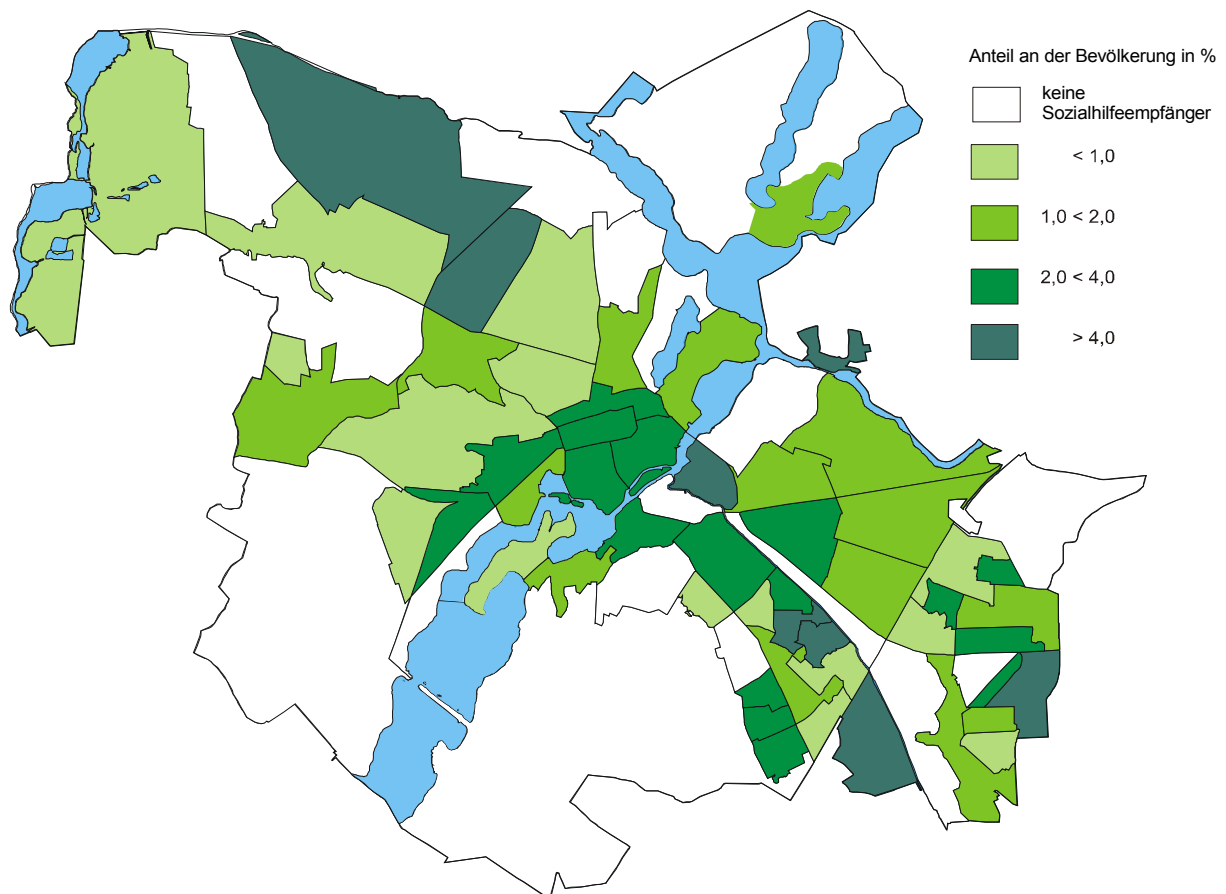 Anteil an der Bevölkerung in %
keine
Sozialhilfeempfänger
< 1,0
1,0 < 2,0
2,0 < 4,0
> 4,0